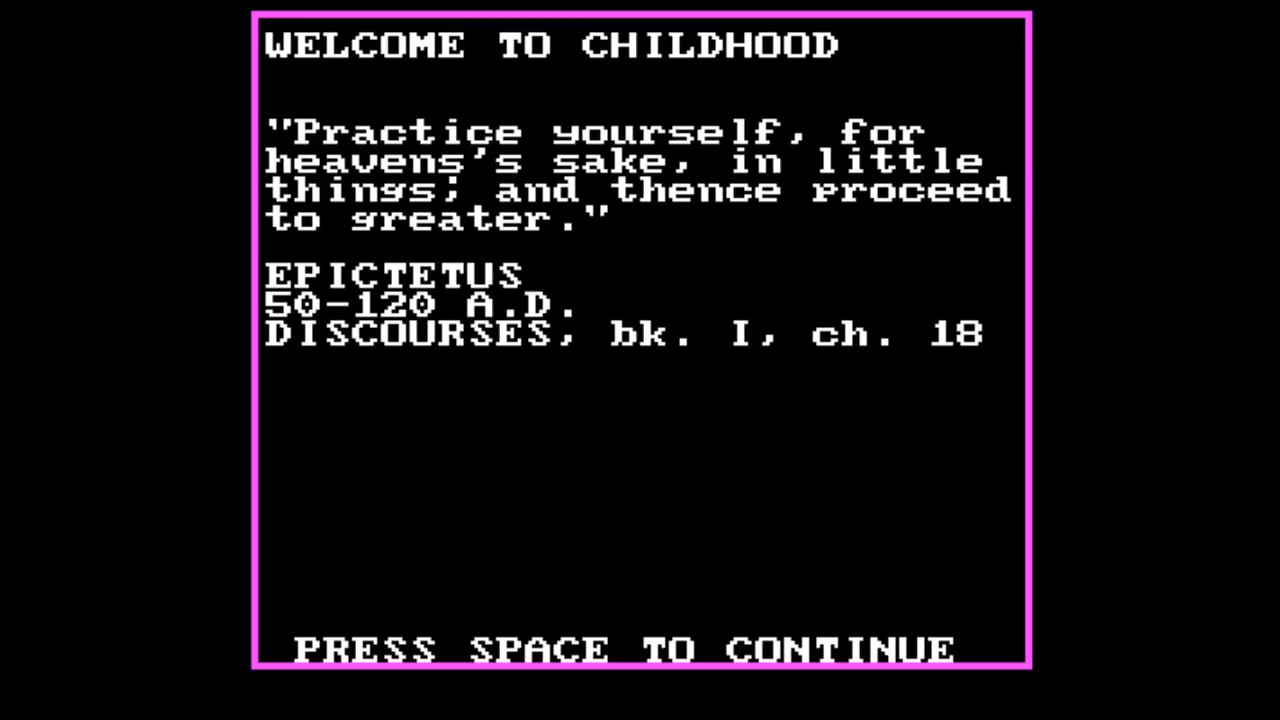 WELCOME TO CHILDHOOD
"Practice yourself, for
heavens's sake, in little
things; and thence proceed
to greater."
EPICTETUS
50-120 A.D.
DISCOURSES, bk. I, ch. 18
PRESS SPACE TO CONTINUE